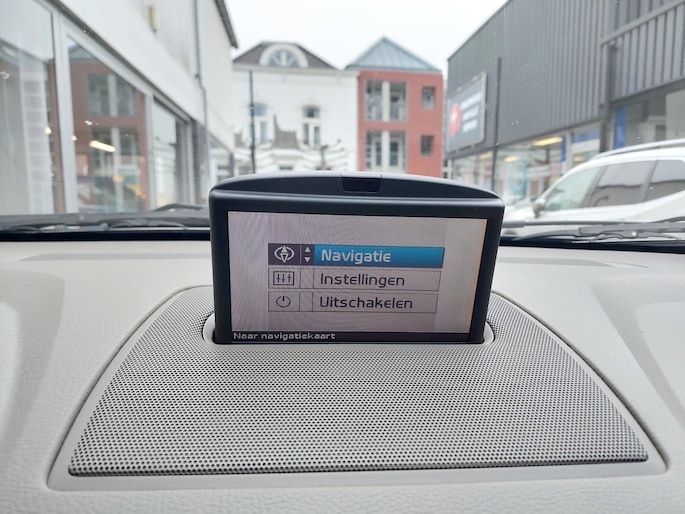 Navigatie
Instellingen
Uitschakelen
Naar navigatiekaart